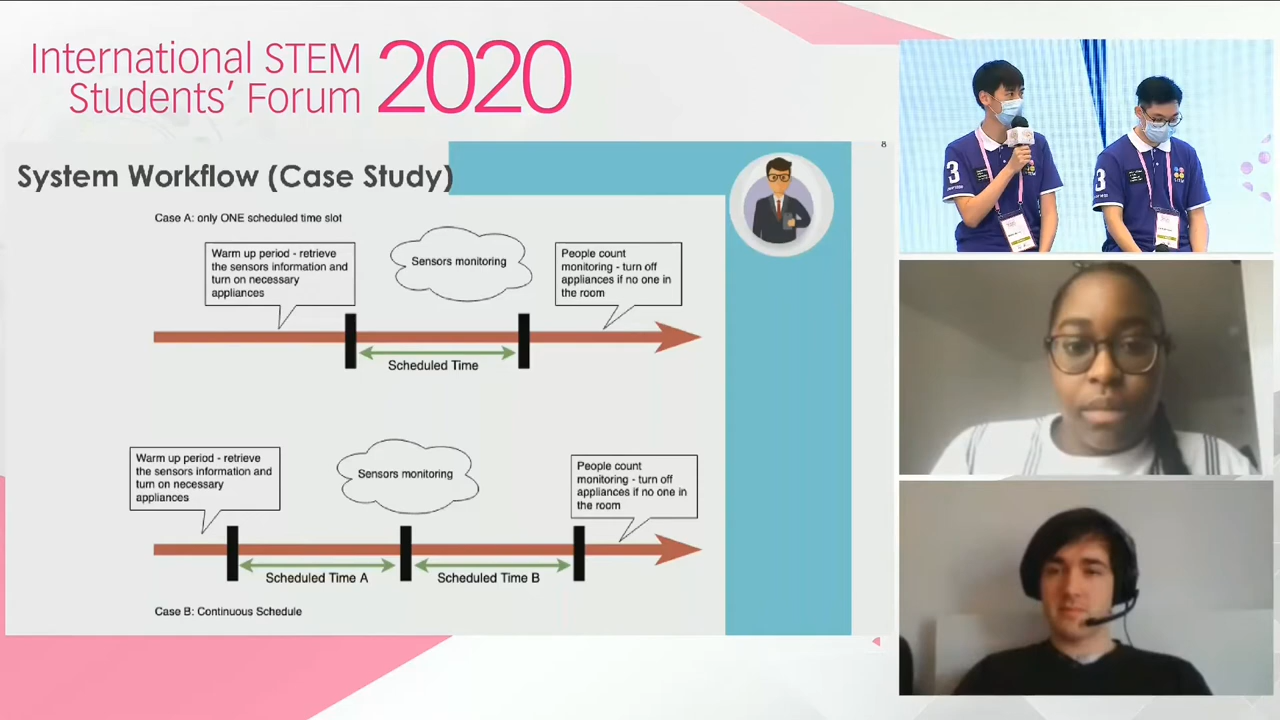 International STEM
Students' Forum
2020
8
System Workflow (Case Study)
Case A: only ONE scheduled time slot
Warm up period - retrieve
the sensors information and
turn on necessary
appliances
Sensors monitoring
People count
monitoring - turn off
appliances if no one in
the room
Scheduled Time
Warm up period - retrieve
the sensors information and
turn on necessary
appliances
Sensors monitoring
People count
monitoring - turn off
appliances if no one in
the room
Scheduled Time A
Scheduled Time B
Case B: Continuous Schedule
3
3